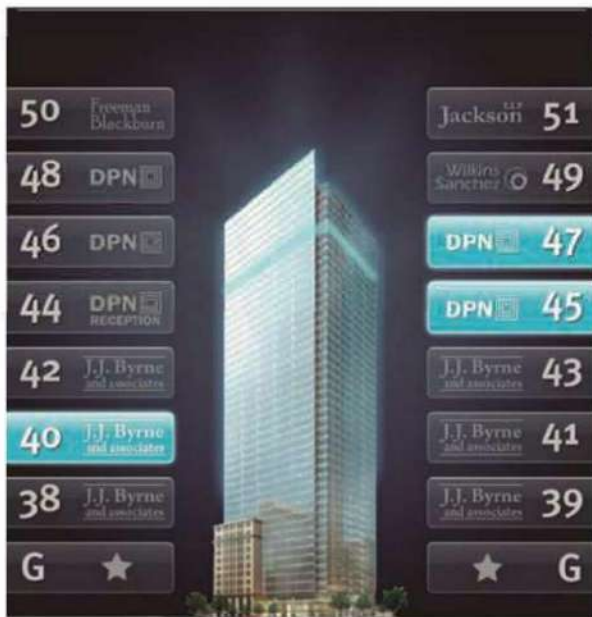 50 Freeman
Blackburn
48 DPN
46 DPN
44 DPN
RECEPTION
42 J.J. Byrne
and associates
40 J.J. Byrne
and associates
38 J.J. Byrne
and associates
G
Jackson LLP 51
Wilkins
Sanchez 49
DPN 47
DPN 45
J.J. Byrne
and associates 43
J.J. Byrne
and associates 41
J.J. Byrne
and associates 39
G